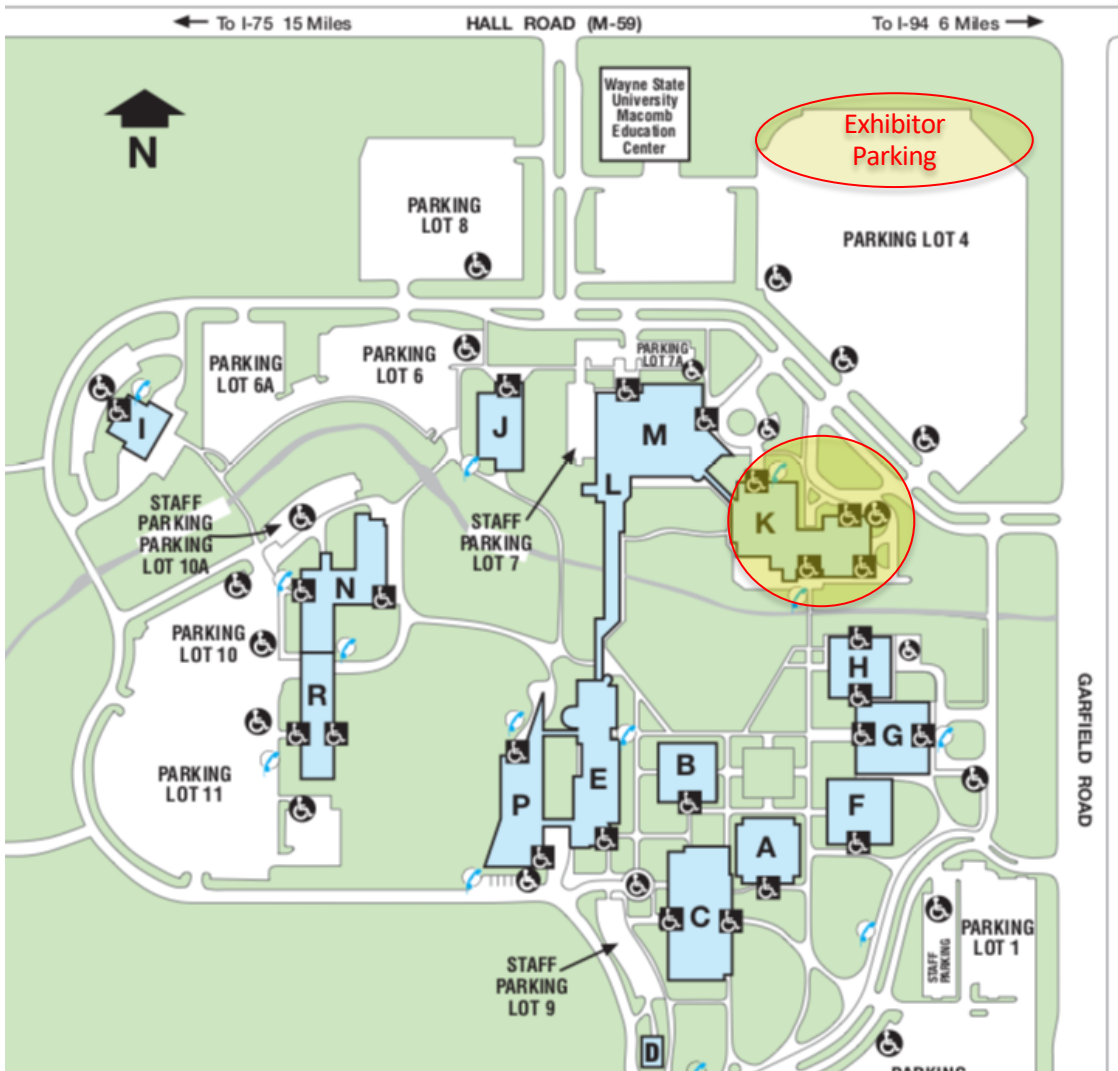 To I-75 15 Miles
HALL ROAD (M-59)
To I-94 6 Miles
Wayne State
University
Macomb
Education
Center
Exhibitor
Parking
N
PARKING
LOT 8
PARKING LOT 4
PARKING
LOT 6A
PARKING
LOT 6
PARKING
LOT 7A
I
J
M
L
K
STAFF
PARKING
PARKING
LOT 10A
STAFF
PARKING
LOT 7
N
PARKING
LOT 10
R
H
G
GARFIELD ROAD
PARKING
LOT 11
P
E
B
F
A
C
STAFF
PARKING
LOT 9
STAFF
PARKING
PARKING
LOT 1
D
PARKING